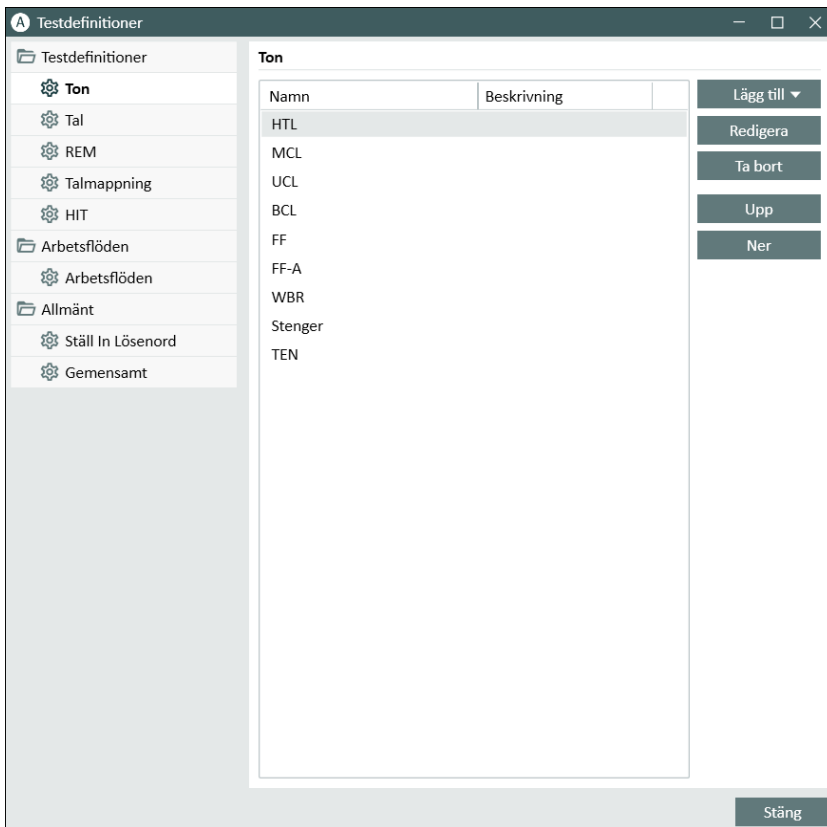 A Testdefinitioner
Testdefinitioner
Ton
Tal
REM
Talmappning
HIT
Arbetsflöden
Arbetsflöden
Allmänt
Ställ In Lösenord
Gemensamt
Ton
Namn Beskrivning
HTL
MCL
UCL
BCL
FF
FF-A
WBR
Stenger
TEN
Lägg till
Redigera
Ta bort
Upp
Ner
Stäng